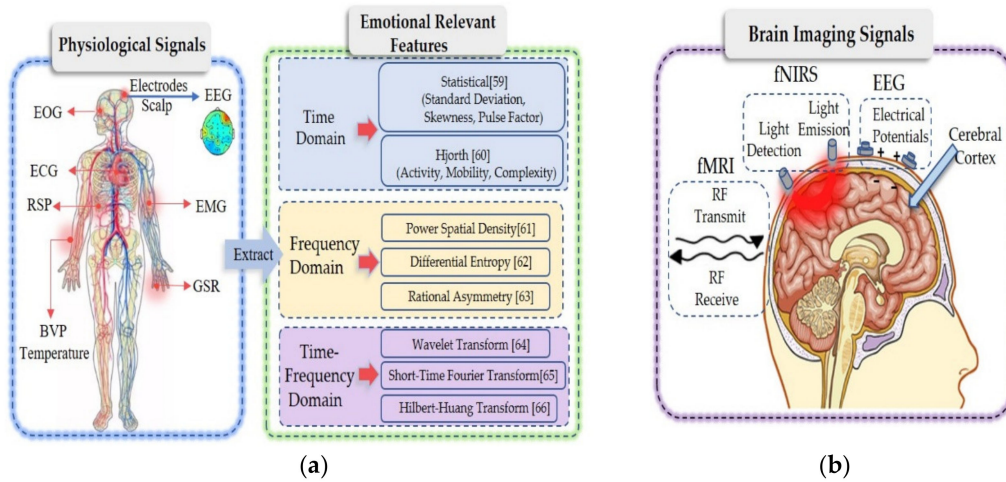 Physiological Signals
Electrodes
Scalp
EEG
EOG
ECG
RSP
EMG
GSR
BVP
Temperature
Extract
Emotional Relevant
Features
Time
Domain
Statistical[59]
(Standard Deviation,
Skewness, Pulse Factor)
Hjorth [60]
(Activity, Mobility, Complexity)
Frequency
Domain
Power Spatial Density[61]
Differential Entropy [62]
Rational Asymmetry [63]
Time-
Frequency
Domain
Wavelet Transform [64]
Short-Time Fourier Transform[65]
Hilbert-Huang Transform [66]
(a)
Brain Imaging Signals
fNIRS
Light
Emission
Light
Detection
EEG
Electrical
Potentials
+ +
- -
Cerebral
Cortex
fMRI
RF
Transmit
RF
Receive
(b)